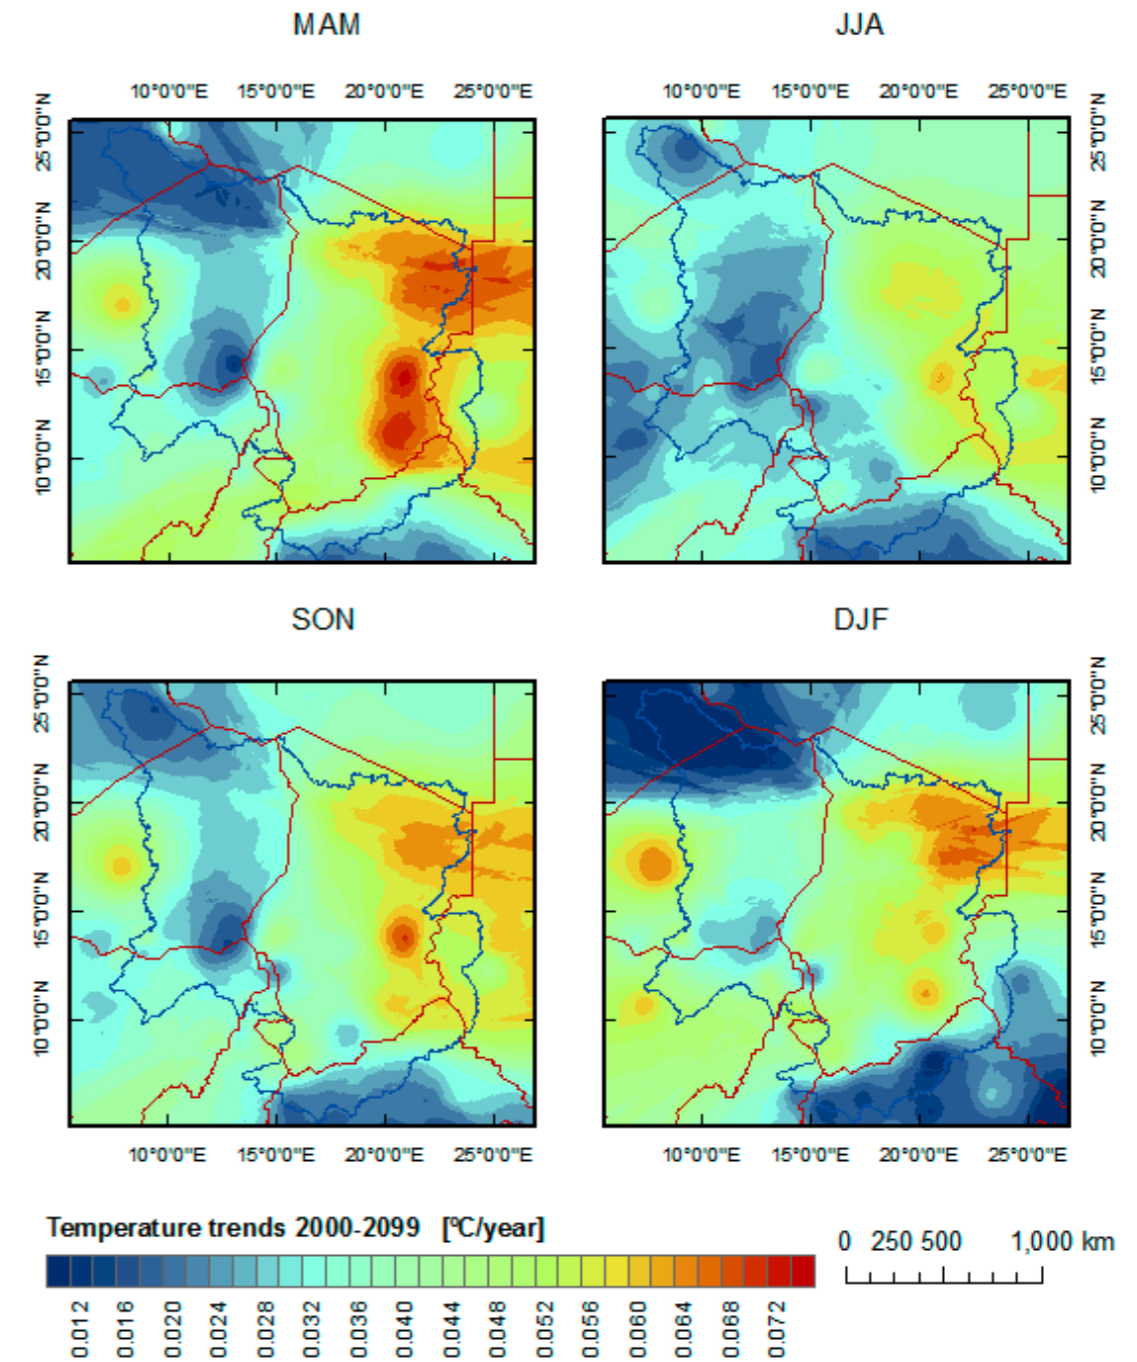 MAM
JJA
10°0'0"E 15°0'0"E 20°0'0"E 25°0'0"E
10°0'0"E 15°0'0"E 20°0'0"E 25°0'0"E
25°0'0"N
20°0'0"N
15°0'0"N
10°0'0"N
25°0'0"N
20°0'0"N
15°0'0"N
10°0'0"N
SON
DJF
25°0'0"N
20°0'0"N
15°0'0"N
10°0'0"N
25°0'0"N
20°0'0"N
15°0'0"N
10°0'0"N
10°0'0"E 15°0'0"E 20°0'0"E 25°0'0"E
10°0'0"E 15°0'0"E 20°0'0"E 25°0'0"E
Temperature trends 2000-2099 [ºC/year]
0 250 500 1,000 km
0.012 0.016 0.020 0.024 0.028 0.032 0.036 0.040 0.044 0.048 0.052 0.056 0.060 0.064 0.068 0.072